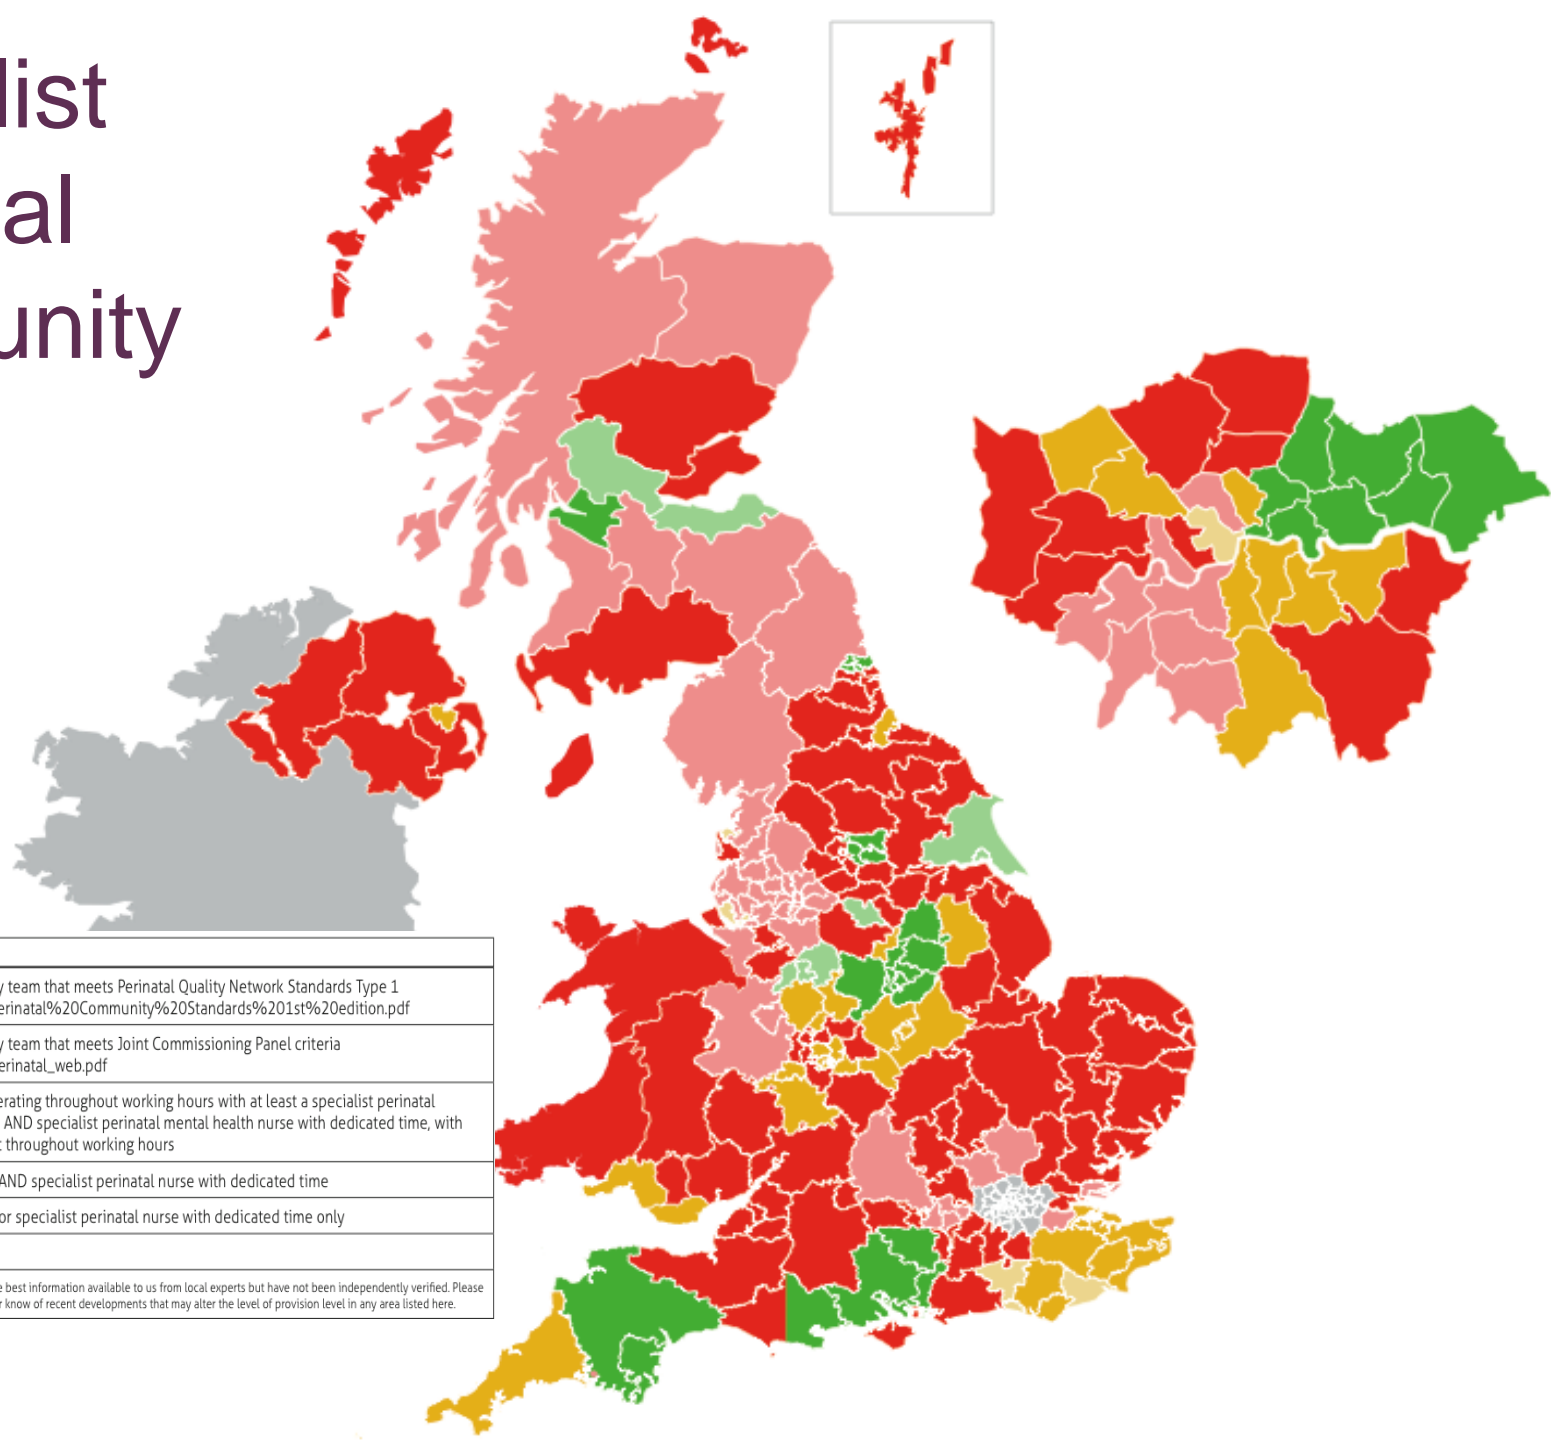 list
al
unity
y team that meets Perinatal Quality Network Standards Type 1
erinatal%20Community%20Standards%201st%20edition.pdf
y team that meets Joint Commissioning Panel criteria
erinatal_web.pdf
erating throughout working hours with at least a specialist perinatal
AND specialist perinatal mental health nurse with dedicated time, with
t throughout working hours
AND specialist perinatal nurse with dedicated time
or specialist perinatal nurse with dedicated time only
e best information available to us from local experts but have not been independently verified. Please
r know of recent developments that may alter the level of provision level in any area listed here.